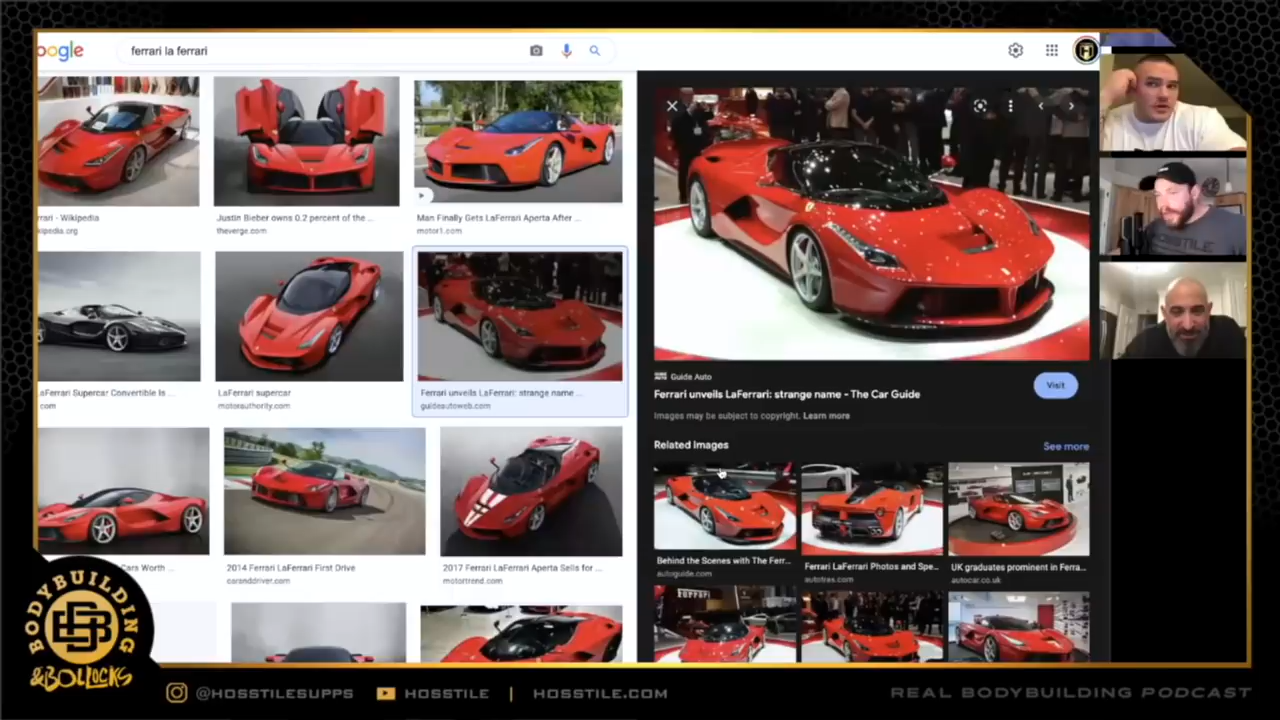 oogle
ferrari la ferrari
rrari - Wikipedia
kipedia.org
Justin Bieber owns 0.2 percent of the ...
theverge.com
Man Finally Gets LaFerrari Aperta After ...
motor1.com
aFerrari Supercar Convertible Is ...
.com
LaFerrari supercar
motorauthority.com
Ferrari unveils LaFerrari: strange name ...
guideautoweb.com
Cars Worth ...
2014 Ferrari LaFerrari First Drive
caranddriver.com
2017 Ferrari LaFerrari Aperta Sells for ...
motortrend.com
Guide Auto
Ferrari unveils LaFerrari: strange name - The Car Guide
Visit
Images may be subject to copyright. Learn more
Related Images
See more
Behind the Scenes with The Ferr...
autoguide.com
Ferrari LaFerrari Photos and Spe...
autotras.com
UK graduates prominent in Ferra...
autocar.co.uk
FERRARI
HOSSTILE
BODYBUILDING
&BOLLOCKS
@HOSSTILESUPPS
HOSSTILE | HOSSTILE.COM
REAL BODYBUILDING PODCAST